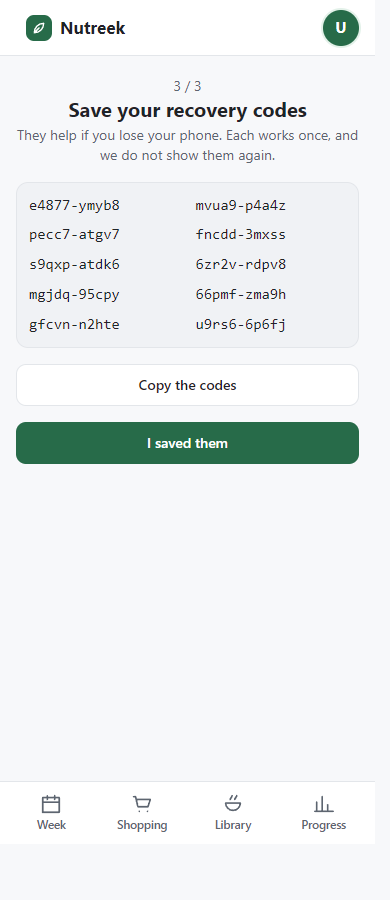 Nutreek
U
3 / 3
Save your recovery codes
They help if you lose your phone. Each works once, and
we do not show them again.
e4877-ymyb8 mvua9-p4a4z
pecc7-atgv7 fncdd-3mxss
s9qxp-atdk6 6zr2v-rdpv8
mgjdq-95cpy 66pmf-zma9h
gfcvn-n2hte u9rs6-6p6fj
Copy the codes
I saved them
Week Shopping Library Progress